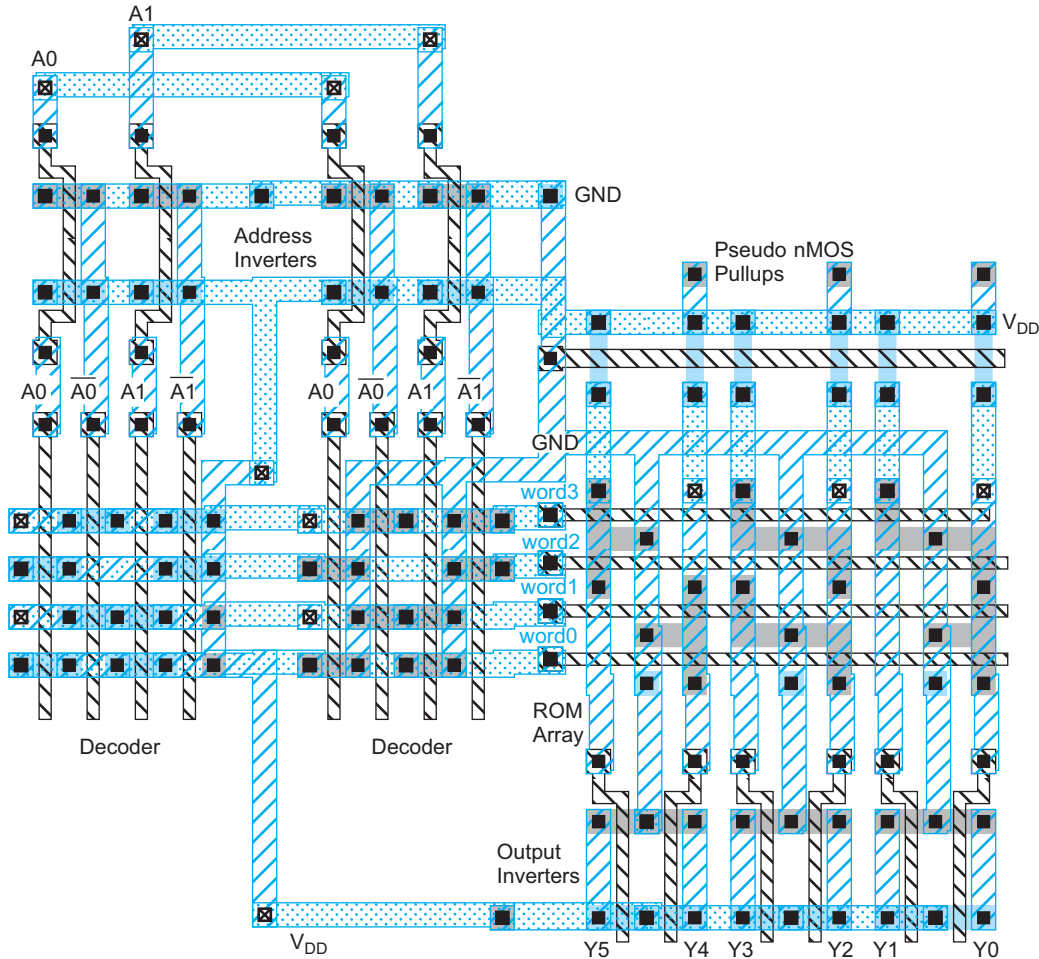 A1
A0
GND
Address
Inverters
Pseudo nMOS
Pullups
VDD
A0 A0 A1 A1
A0 A0 A1 A1
GND
word3
word2
word1
word0
ROM
Array
Decoder
Decoder
Output
Inverters
VDD
Y5 Y4 Y3 Y2 Y1 Y0